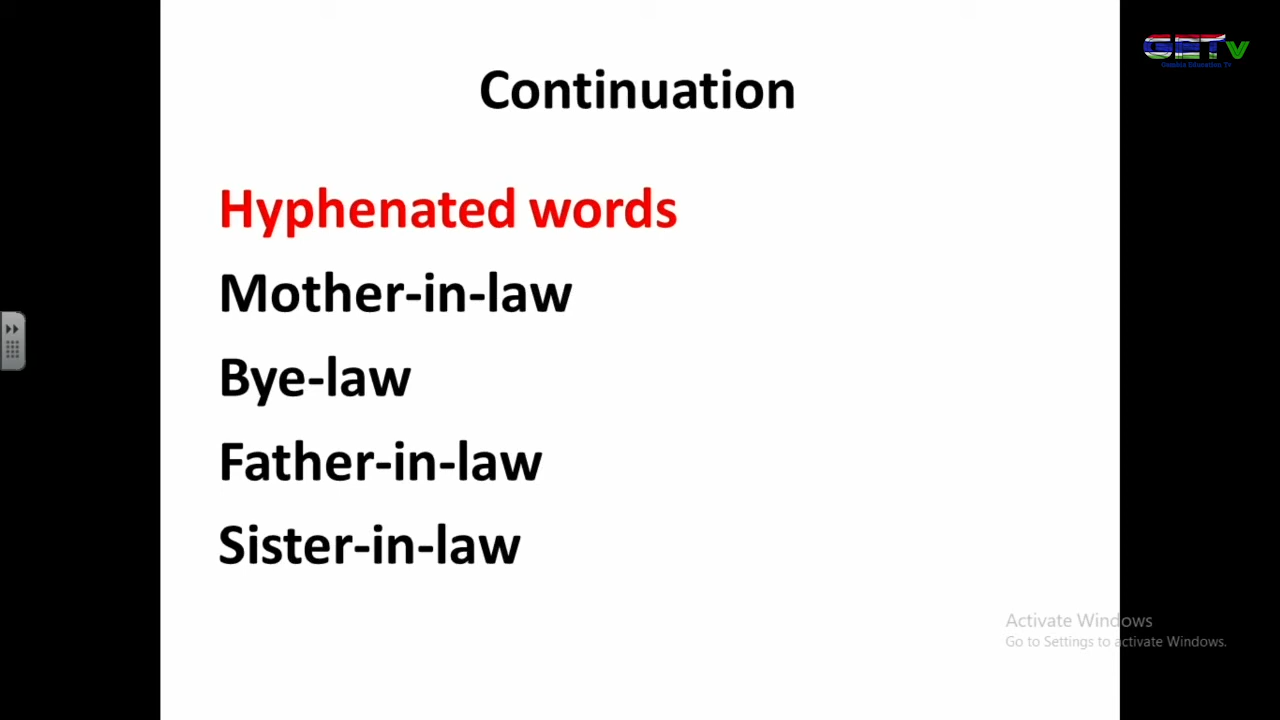 GETv
Gambia Education Tv
Continuation
Hyphenated words
Mother-in-law
Bye-law
Father-in-law
Sister-in-law
Activate Windows
Go to Settings to activate Windows.